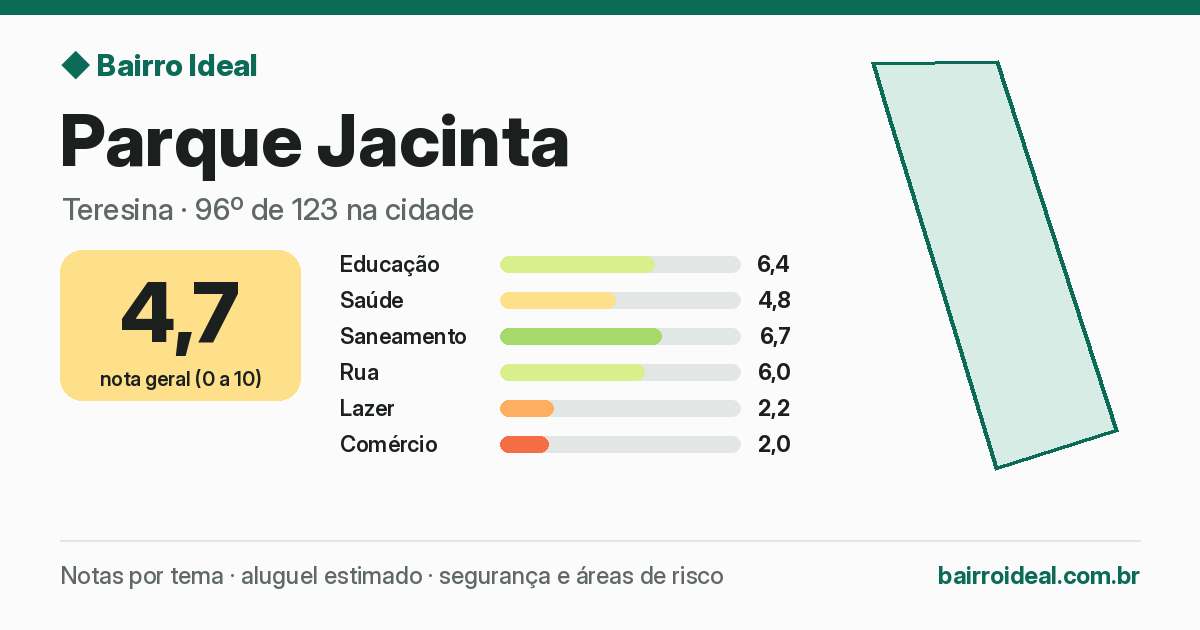 Bairro Ideal
Parque Jacinta
Teresina · 96º de 123 na cidade
4,7
nota geral (0 a 10)
Educação 6,4
Saúde 4,8
Saneamento 6,7
Rua 6,0
Lazer 2,2
Comércio 2,0
Notas por tema · aluguel estimado · segurança e áreas de risco
bairroideal.com.br